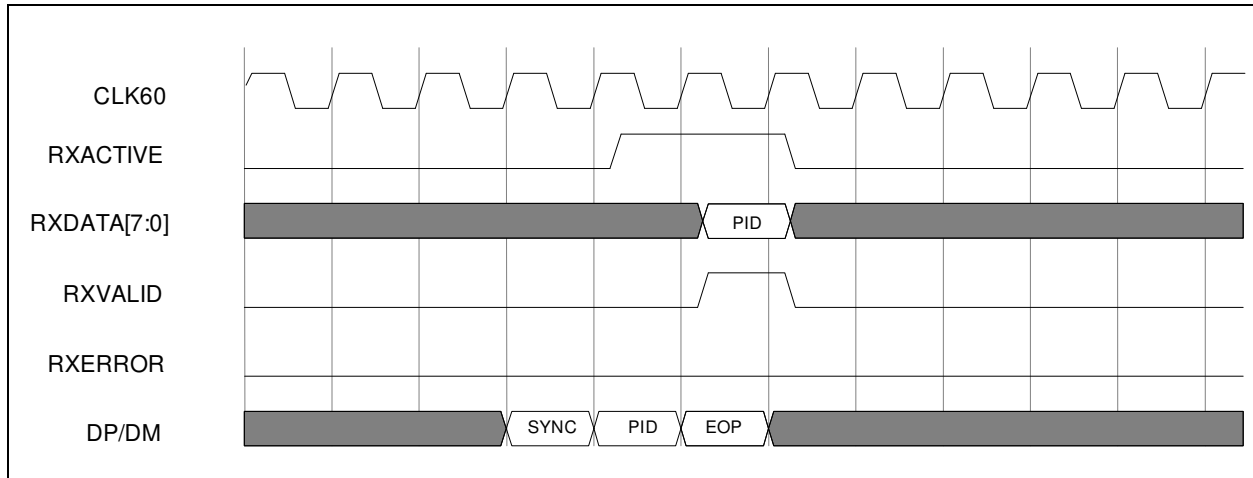 CLK60
RXACTIVE
RXDATA[7:0]
PID
RXVALID
RXERROR
DP/DM
SYNC
PID
EOP